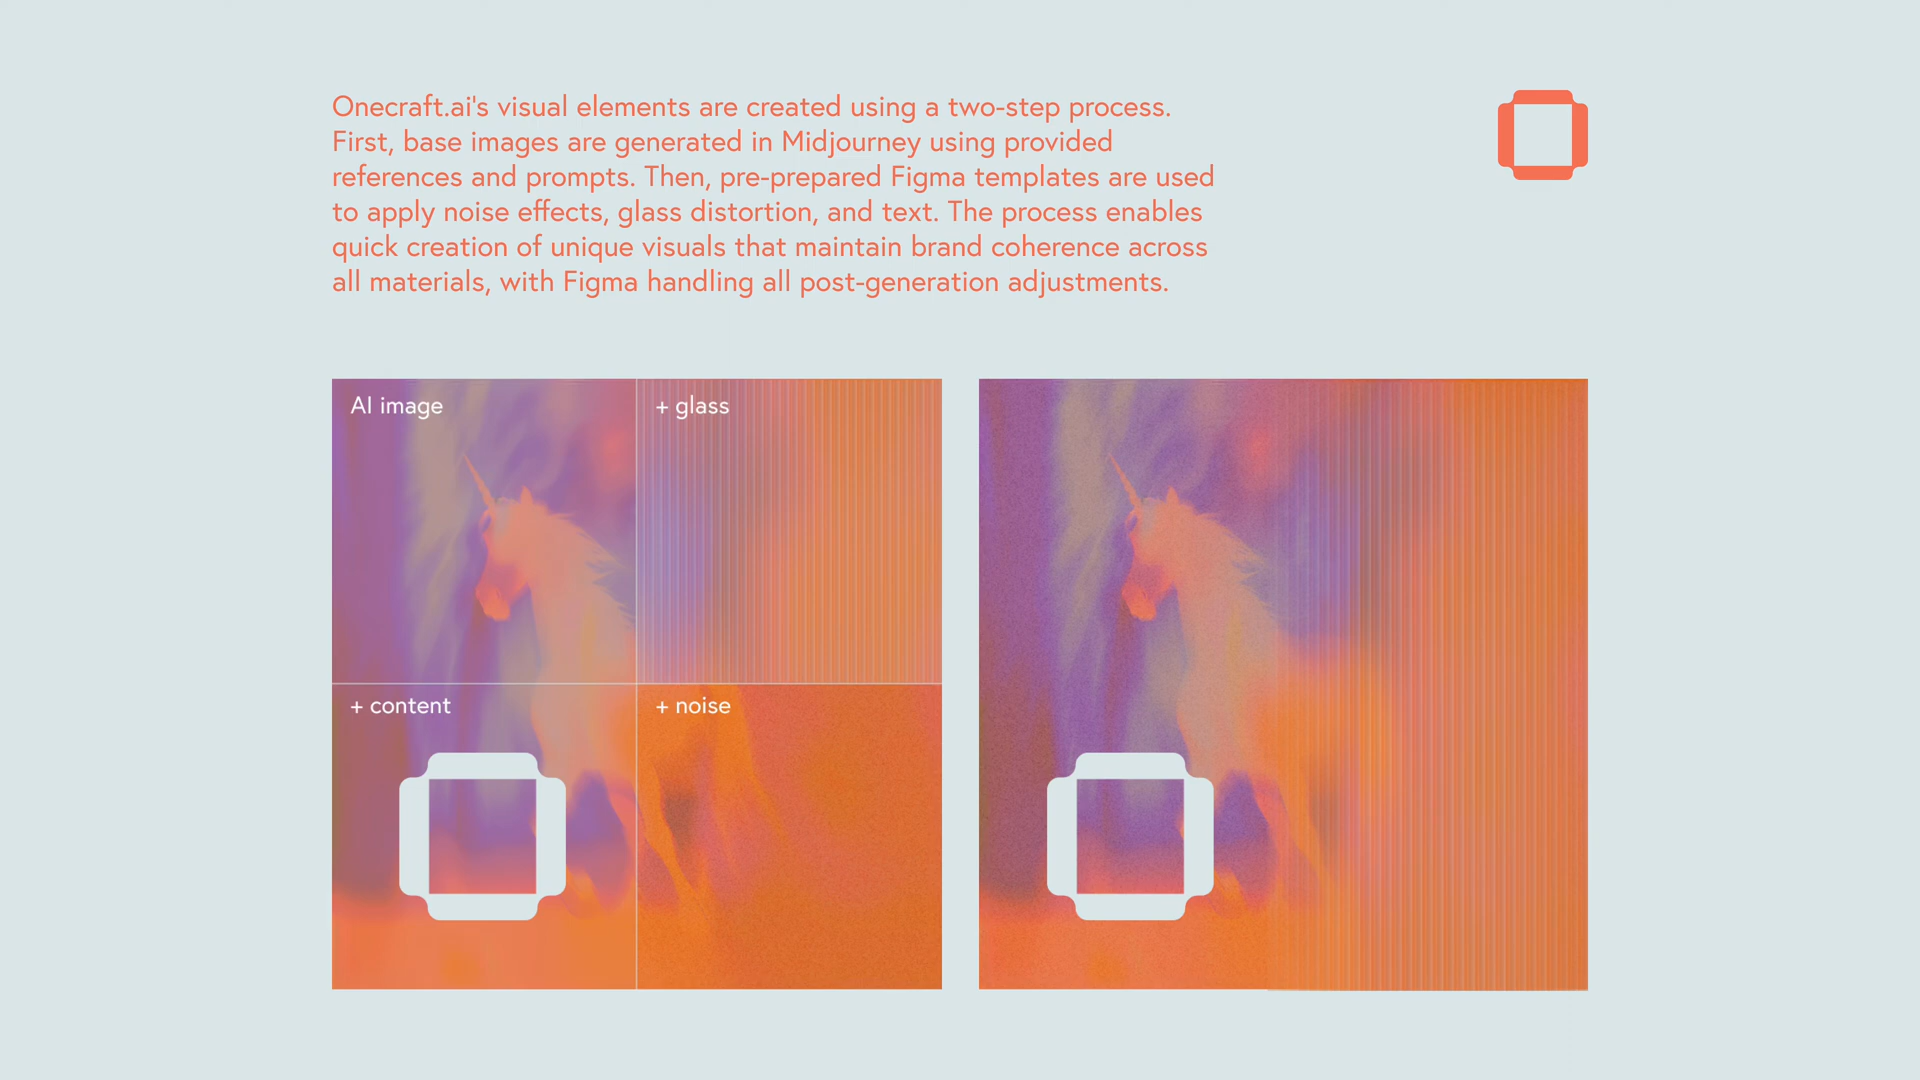 Onecraft.ai's visual elements are created using a two-step process.
First, base images are generated in Midjourney using provided
references and prompts. Then, pre-prepared Figma templates are used
to apply noise effects, glass distortion, and text. The process enables
quick creation of unique visuals that maintain brand coherence across
all materials, with Figma handling all post-generation adjustments.
AI image
+ glass
+ content
+ noise